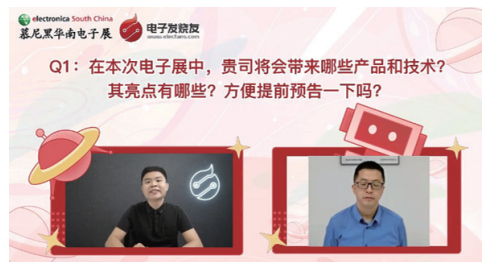 electronica South China
慕尼黑华南电子展
电子发烧友
www.elecfans.com
Q1：在本次电子展中，贵司将会带来哪些产品和技术？
其亮点有哪些？方便提前预告一下吗？